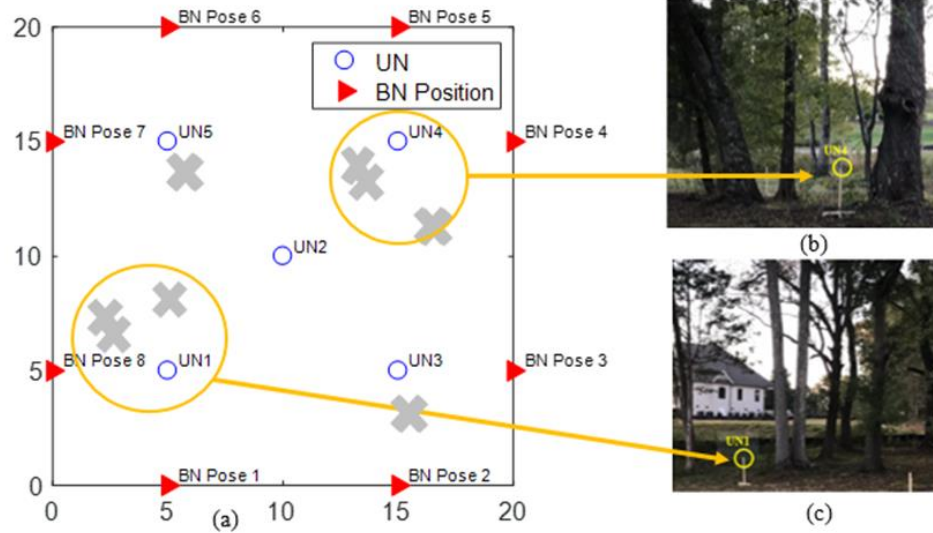 BN Pose 6
BN Pose 5
20
UN
BN Position
15
BN Pose 7
UN5
UN4
BN Pose 4
UN4
(b)
10
UN2
5
BN Pose 8
UN1
UN3
BN Pose 3
UN1
0
BN Pose 1
BN Pose 2
0
5
(a)
10
15
20
(c)